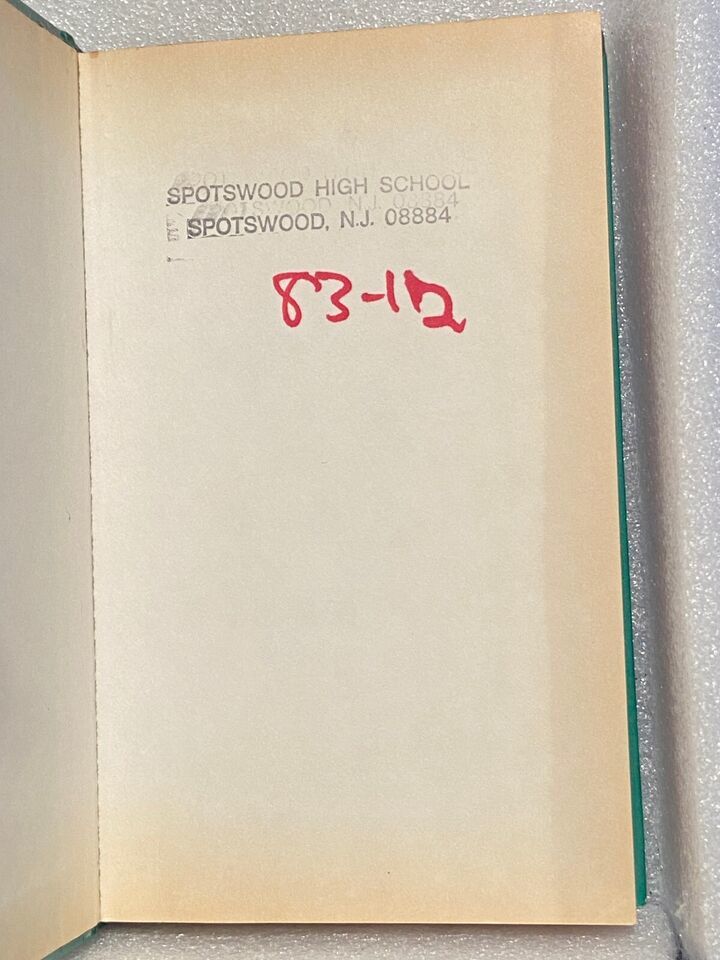 SPOTSWOOD HIGH SCHOOL
SPOTSWOOD, N.J. 08884
83-12